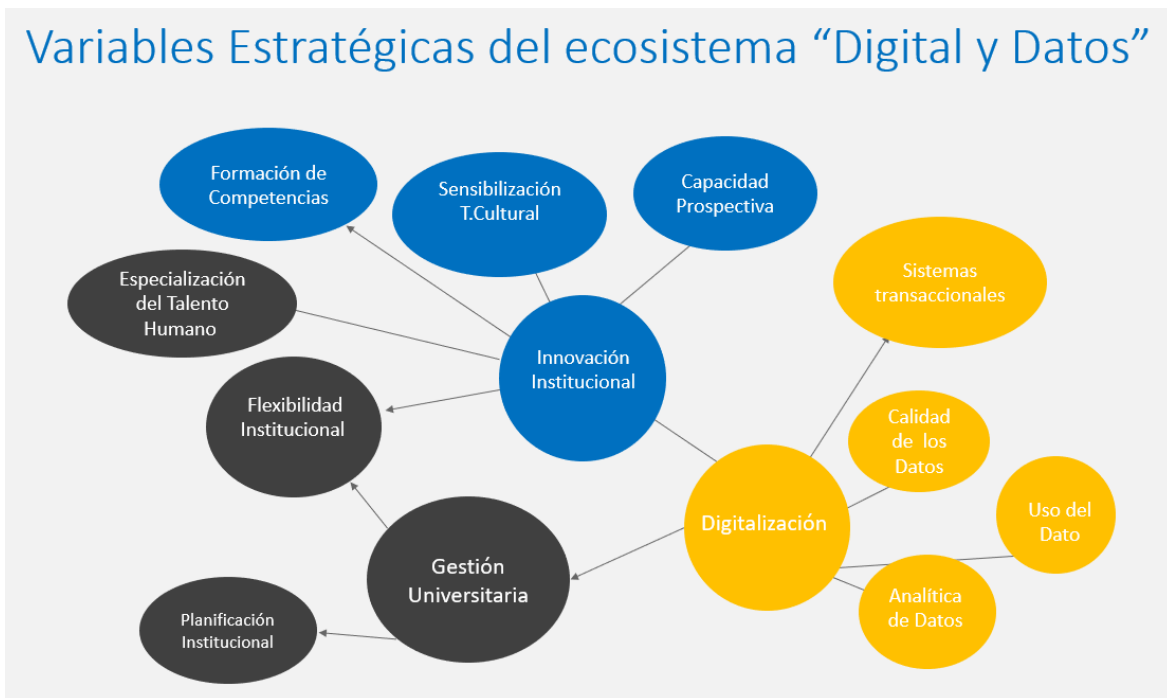 Variables Estratégicas del ecosistema “Digital y Datos”
Formación de
Competencias
Sensibilización
T.Cultural
Capacidad
Prospectiva
Especialización
del Talento
Humano
Sistemas
transaccionales
Innovación
Institucional
Flexibilidad
Institucional
Calidad
de los
Datos
Digitalización
Uso del
Dato
Gestión
Universitaria
Analítica
de Datos
Planificación
Institucional